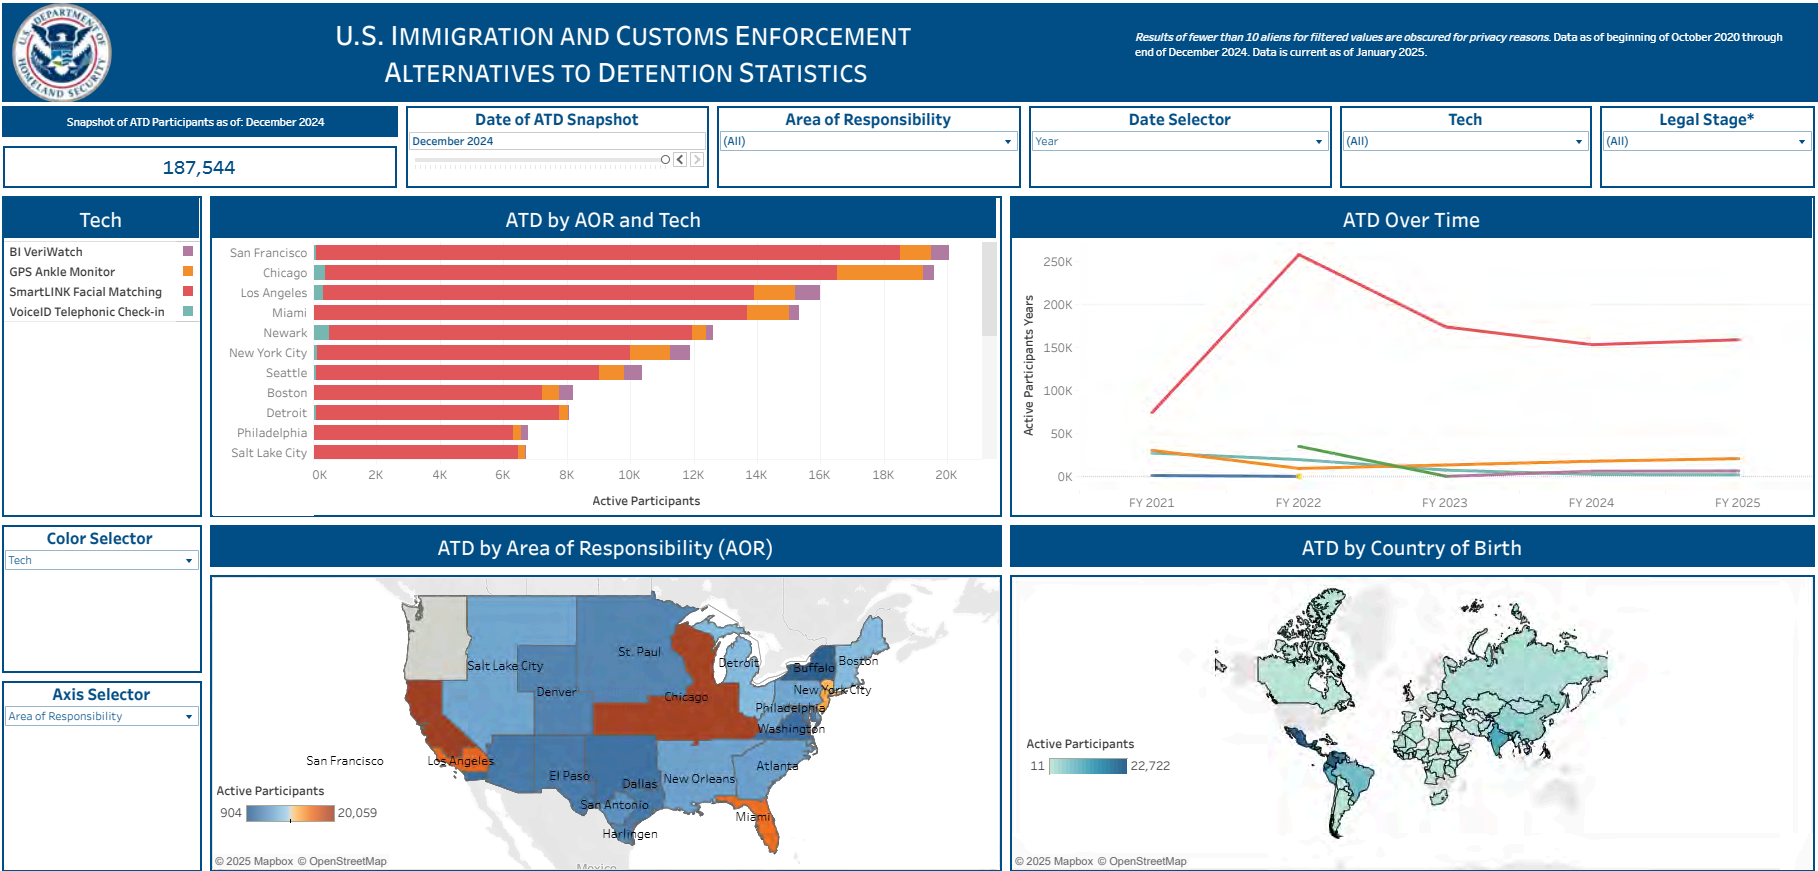 U.S. IMMIGRATION AND CUSTOMS ENFORCEMENT
ALTERNATIVES TO DETENTION STATISTICS
Results of fewer than 10 aliens for filtered values are obscured for privacy reasons. Data as of beginning of October 2020 through
end of December 2024. Data is current as of January 2025.
U.S. DEPARTMENT OF
HOMELAND SECURITY
Snapshot of ATD Participants as of: December 2024
187,544
Date of ATD Snapshot
December 2024
Area of Responsibility
(All)
Date Selector
Year
Tech
(All)
Legal Stage*
(All)
Tech
BI VeriWatch
GPS Ankle Monitor
SmartLINK Facial Matching
VoiceID Telephonic Check-in
ATD by AOR and Tech
San Francisco
Chicago
Los Angeles
Miami
Newark
New York City
Seattle
Boston
Detroit
Philadelphia
Salt Lake City
0K 2K 4K 6K 8K 10K 12K 14K 16K 18K 20K
Active Participants
ATD Over Time
Active Participants Years
250K
200K
150K
100K
50K
0K
FY 2021 FY 2022 FY 2023 FY 2024 FY 2025
Color Selector
Tech
Axis Selector
Area of Responsibility
ATD by Area of Responsibility (AOR)
St. Paul
Salt Lake City
Detroit
Buffalo
Boston
Denver
Chicago
New York City
Philadelphia
Washington
San Francisco
Los Angeles
El Paso
Dallas
New Orleans
Atlanta
San Antonio
Miami
Harlingen
Mexico
Active Participants
904 20,059
© 2025 Mapbox © OpenStreetMap
ATD by Country of Birth
Active Participants
11 22,722
© 2025 Mapbox © OpenStreetMap